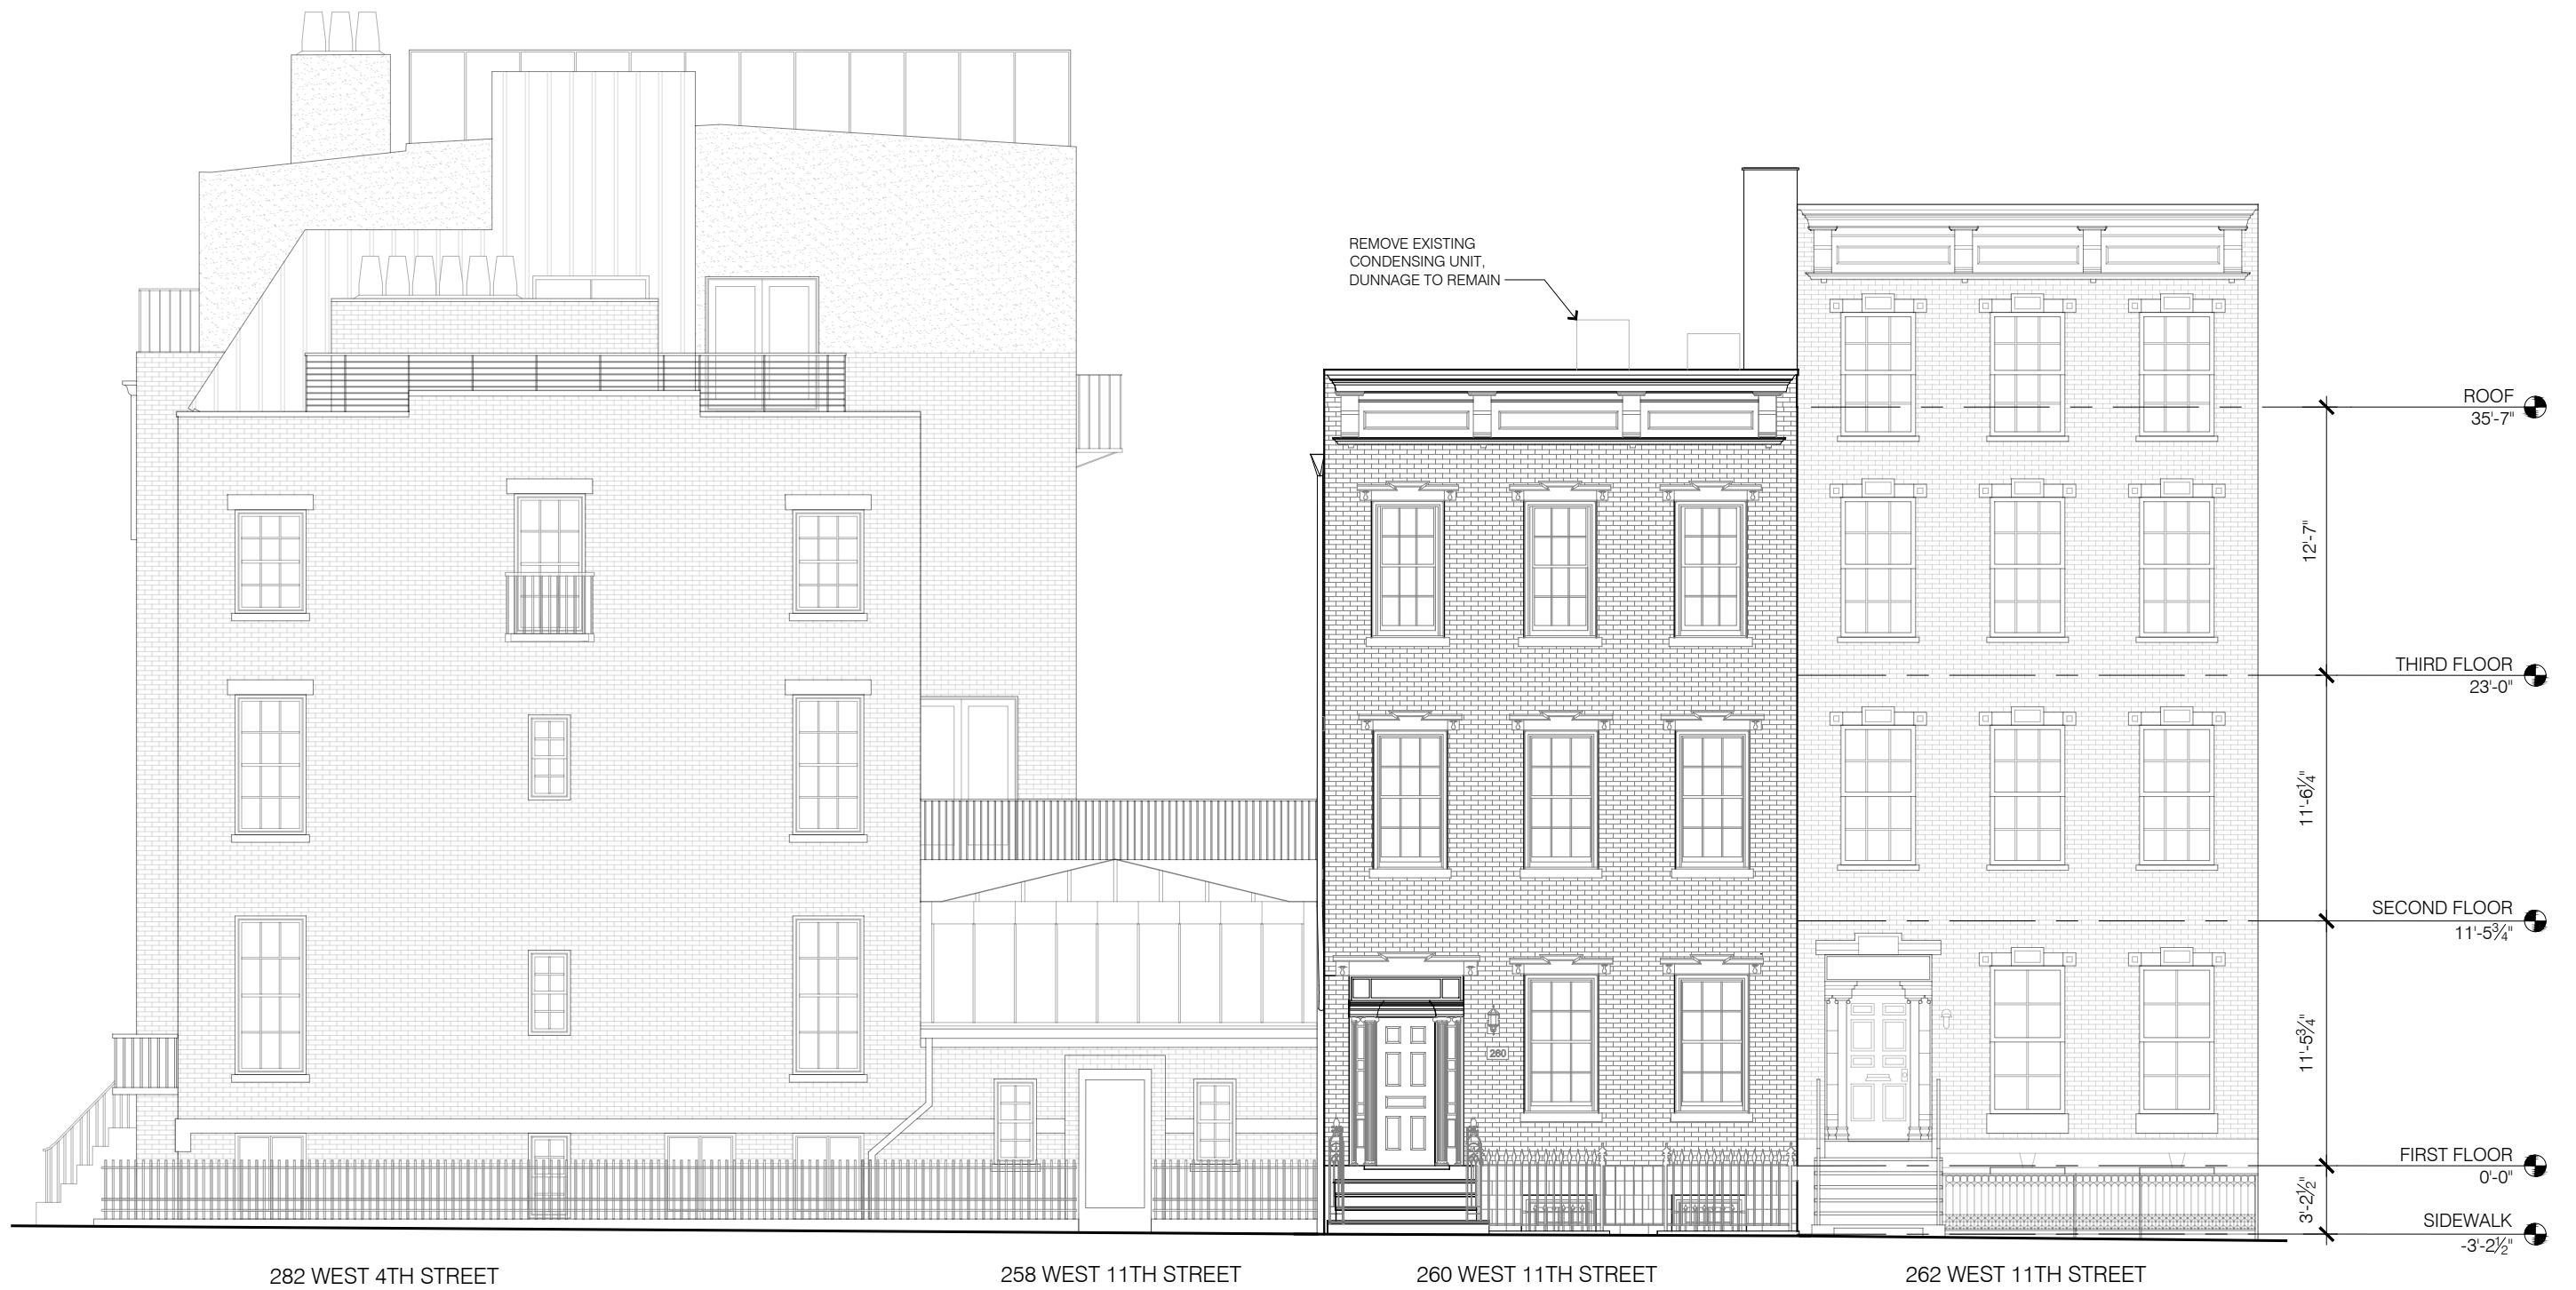 REMOVE EXISTING
CONDENSING UNIT,
DUNNAGE TO REMAIN
ROOF
35'-7"
12'-7"
THIRD FLOOR
23'-0"
11'-6¼"
SECOND FLOOR
11'-5¾"
11'-5¾"
260
FIRST FLOOR
0'-0"
3'-2½"
SIDEWALK
-3'-2½"
282 WEST 4TH STREET
258 WEST 11TH STREET
260 WEST 11TH STREET
262 WEST 11TH STREET